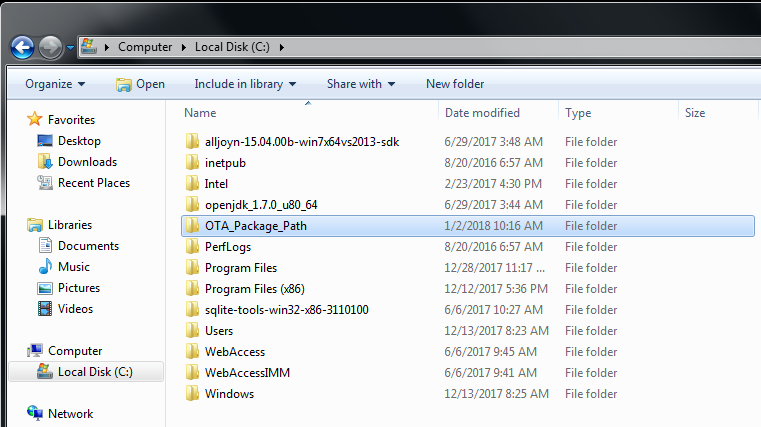 Computer Local Disk (C:)
Organize Open Include in library Share with New folder
Favorites
Desktop
Downloads
Recent Places
Libraries
Documents
Music
Pictures
Videos
Computer
Local Disk (C:)
Network
Name Date modified Type Size
alljoyn-15.04.00b-win7x64vs2013-sdk 6/29/2017 3:48 AM File folder
inetpub 8/20/2016 6:57 AM File folder
Intel 2/23/2017 4:30 PM File folder
openjdk_1.7.0_u80_64 6/29/2017 3:44 AM File folder
OTA_Package_Path 1/2/2018 10:16 AM File folder
PerfLogs 8/20/2016 6:57 AM File folder
Program Files 12/28/2017 11:17 ... File folder
Program Files (x86) 12/12/2017 5:36 PM File folder
sqlite-tools-win32-x86-3110100 6/6/2017 10:27 AM File folder
Users 12/13/2017 8:23 AM File folder
WebAccess 6/6/2017 9:45 AM File folder
WebAccessIMM 6/6/2017 9:41 AM File folder
Windows 12/13/2017 8:25 AM File folder